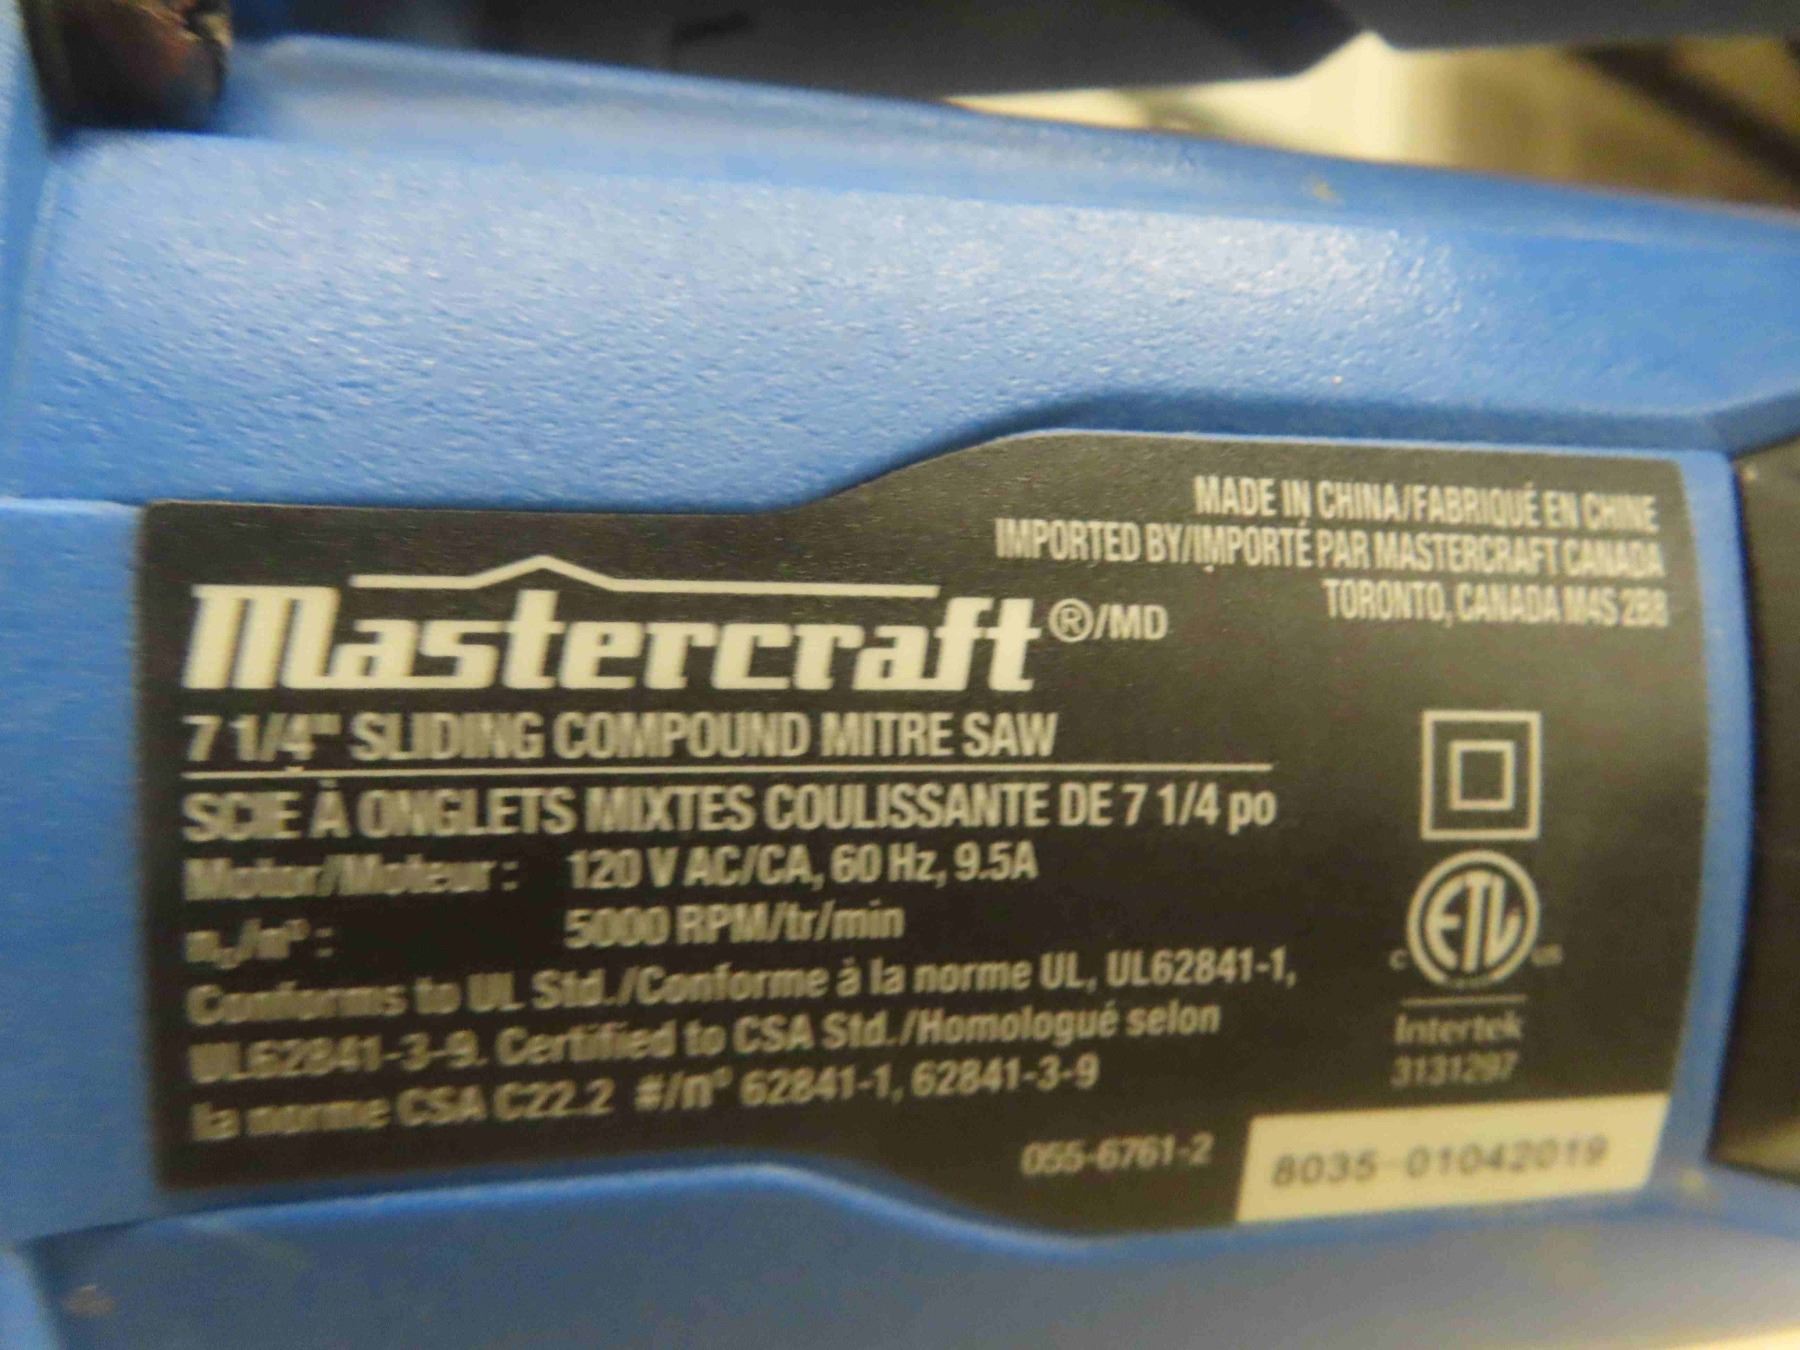 MADE IN CHINA/FABRIQUÉ EN CHINE
IMPORTED BY/IMPORTÉ PAR MASTERCRAFT CANADA
TORONTO, CANADA M4S 2B8
Mastercraft®/MD
7 1/4" SLIDING COMPOUND MITRE SAW
SCIE À ONGLETS MIXTES COULISSANTE DE 7 1/4 po
Motor/Moteur : 120 V AC/CA, 60 Hz, 9.5A
n₀/n° : 5000 RPM/tr/min
Conforms to UL Std./Conforme à la norme UL, UL62841-1,
UL62841-3-9. Certified to CSA Std./Homologué selon
la norme CSA C22.2 #/n° 62841-1, 62841-3-9
ETL
C US
Intertek
3131297
055-6761-2
8035 01042019